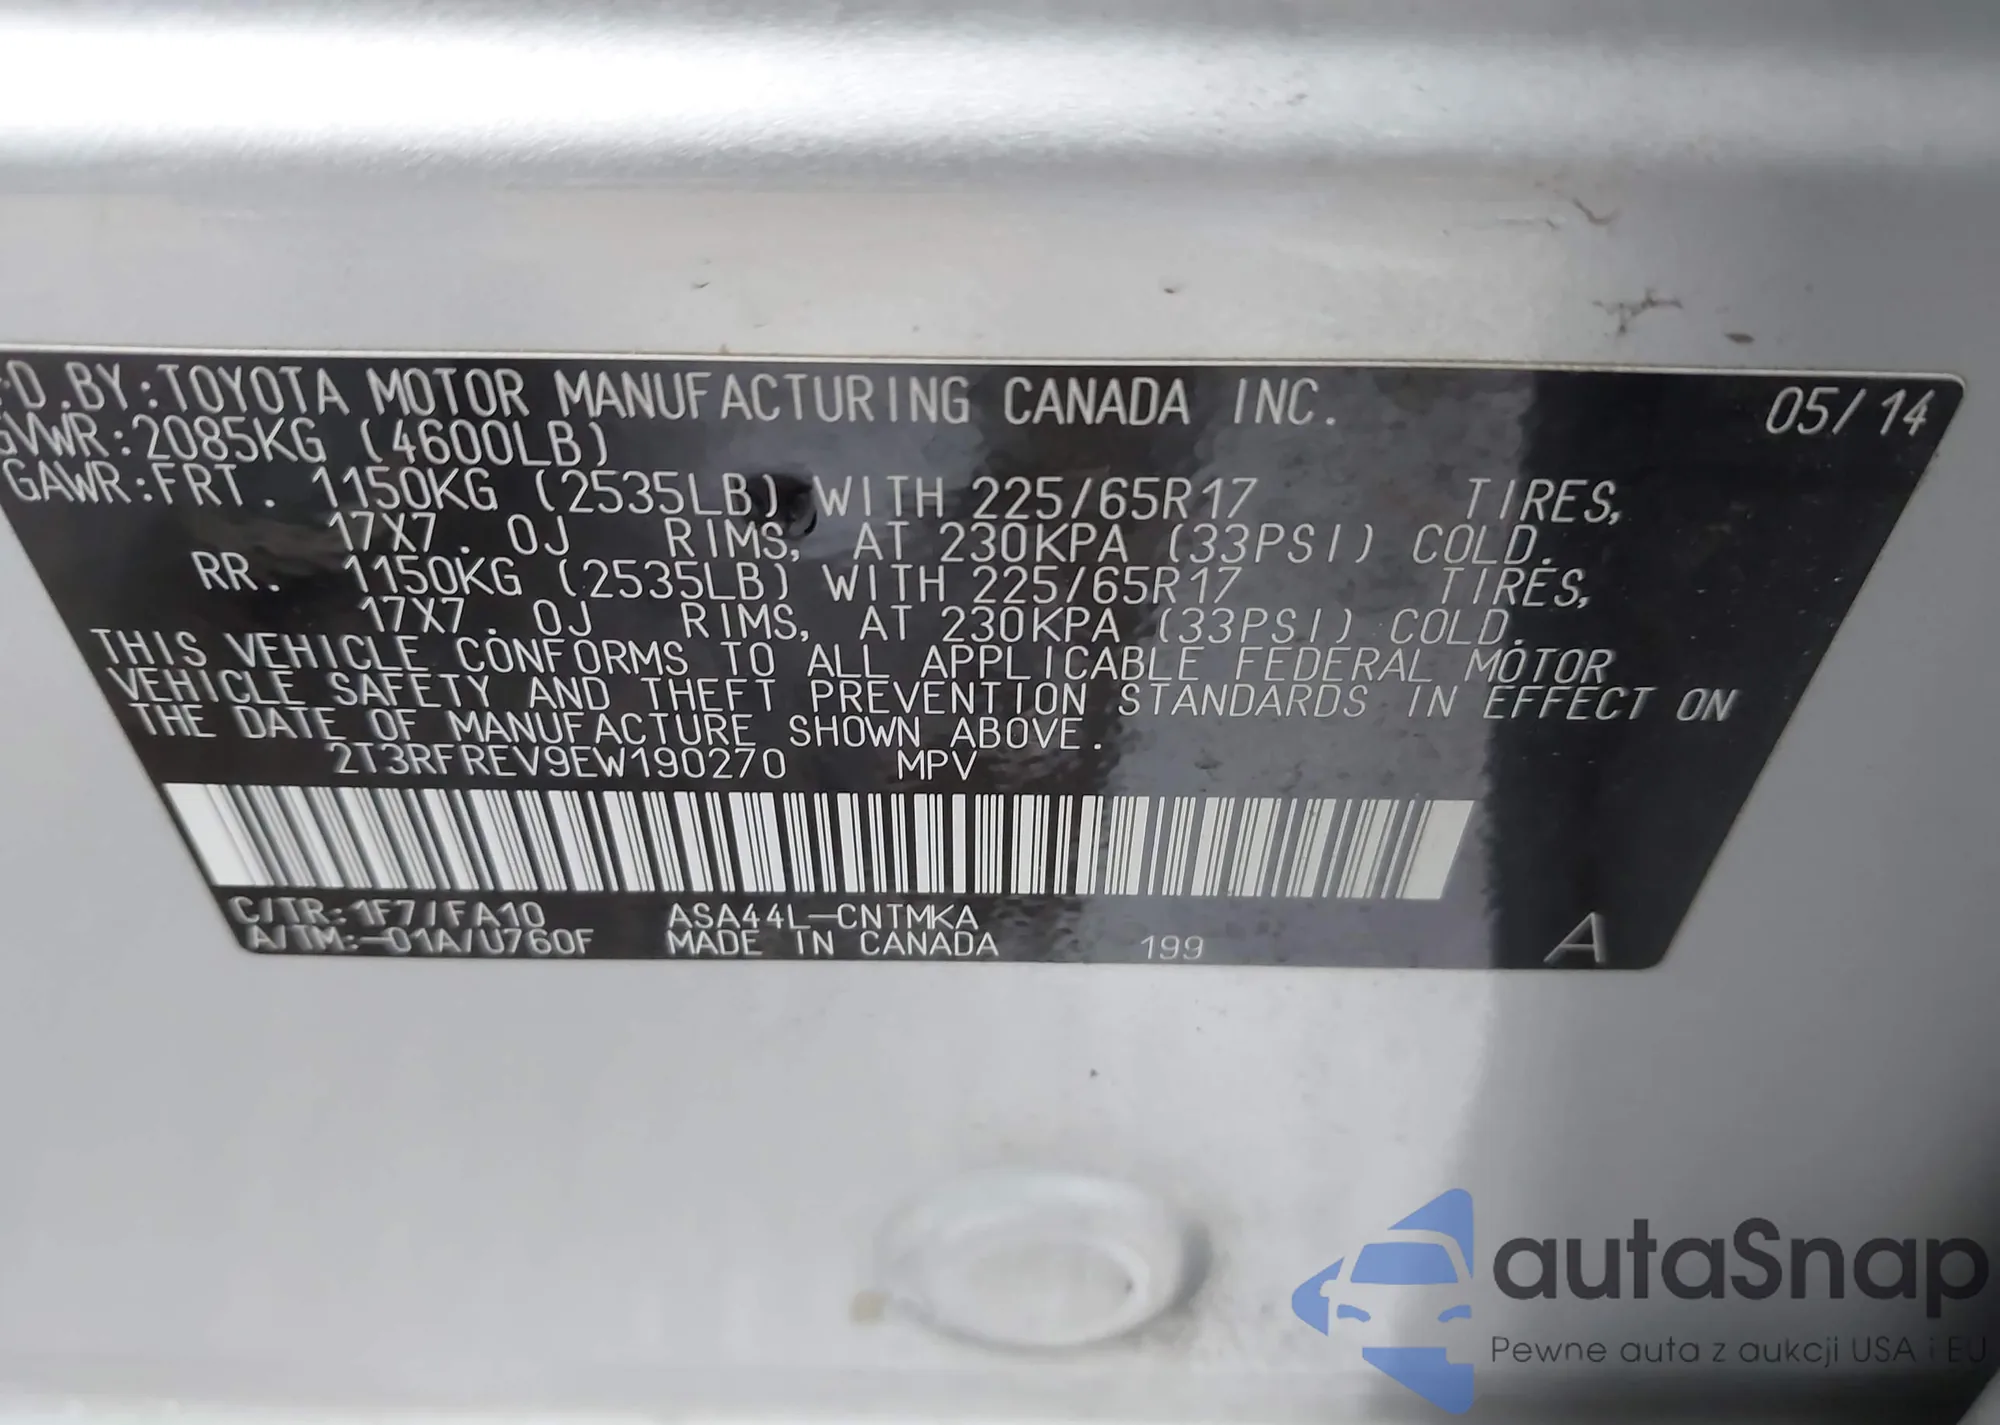 D.BY:TOYOTA MOTOR MANUFACTURING CANADA INC. 05/14
GVWR:2085KG (4600LB)
GAWR:FRT. 1150KG (2535LB) WITH 225/65R17 TIRES,
17X7.0J RIMS, AT 230KPA (33PSI) COLD.
RR. 1150KG (2535LB) WITH 225/65R17 TIRES,
17X7.0J RIMS, AT 230KPA (33PSI) COLD.
THIS VEHICLE CONFORMS TO ALL APPLICABLE FEDERAL MOTOR
VEHICLE SAFETY AND THEFT PREVENTION STANDARDS IN EFFECT ON
THE DATE OF MANUFACTURE SHOWN ABOVE.
2T3RFREV9EW190270 MPV
C/TR:1F7/FA10 ASA44L-CNTMKA
A/TM:-01A/U760F MADE IN CANADA 199 A
autaSnap
Pewne auta z aukcji USA i EU